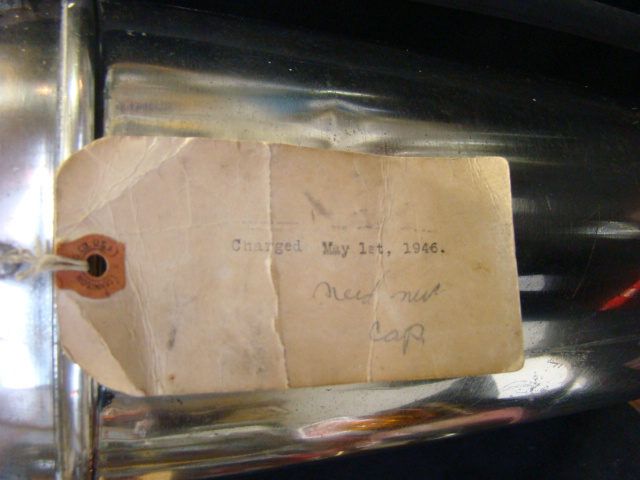 Charged May 1st, 1946.
Need new
cap.